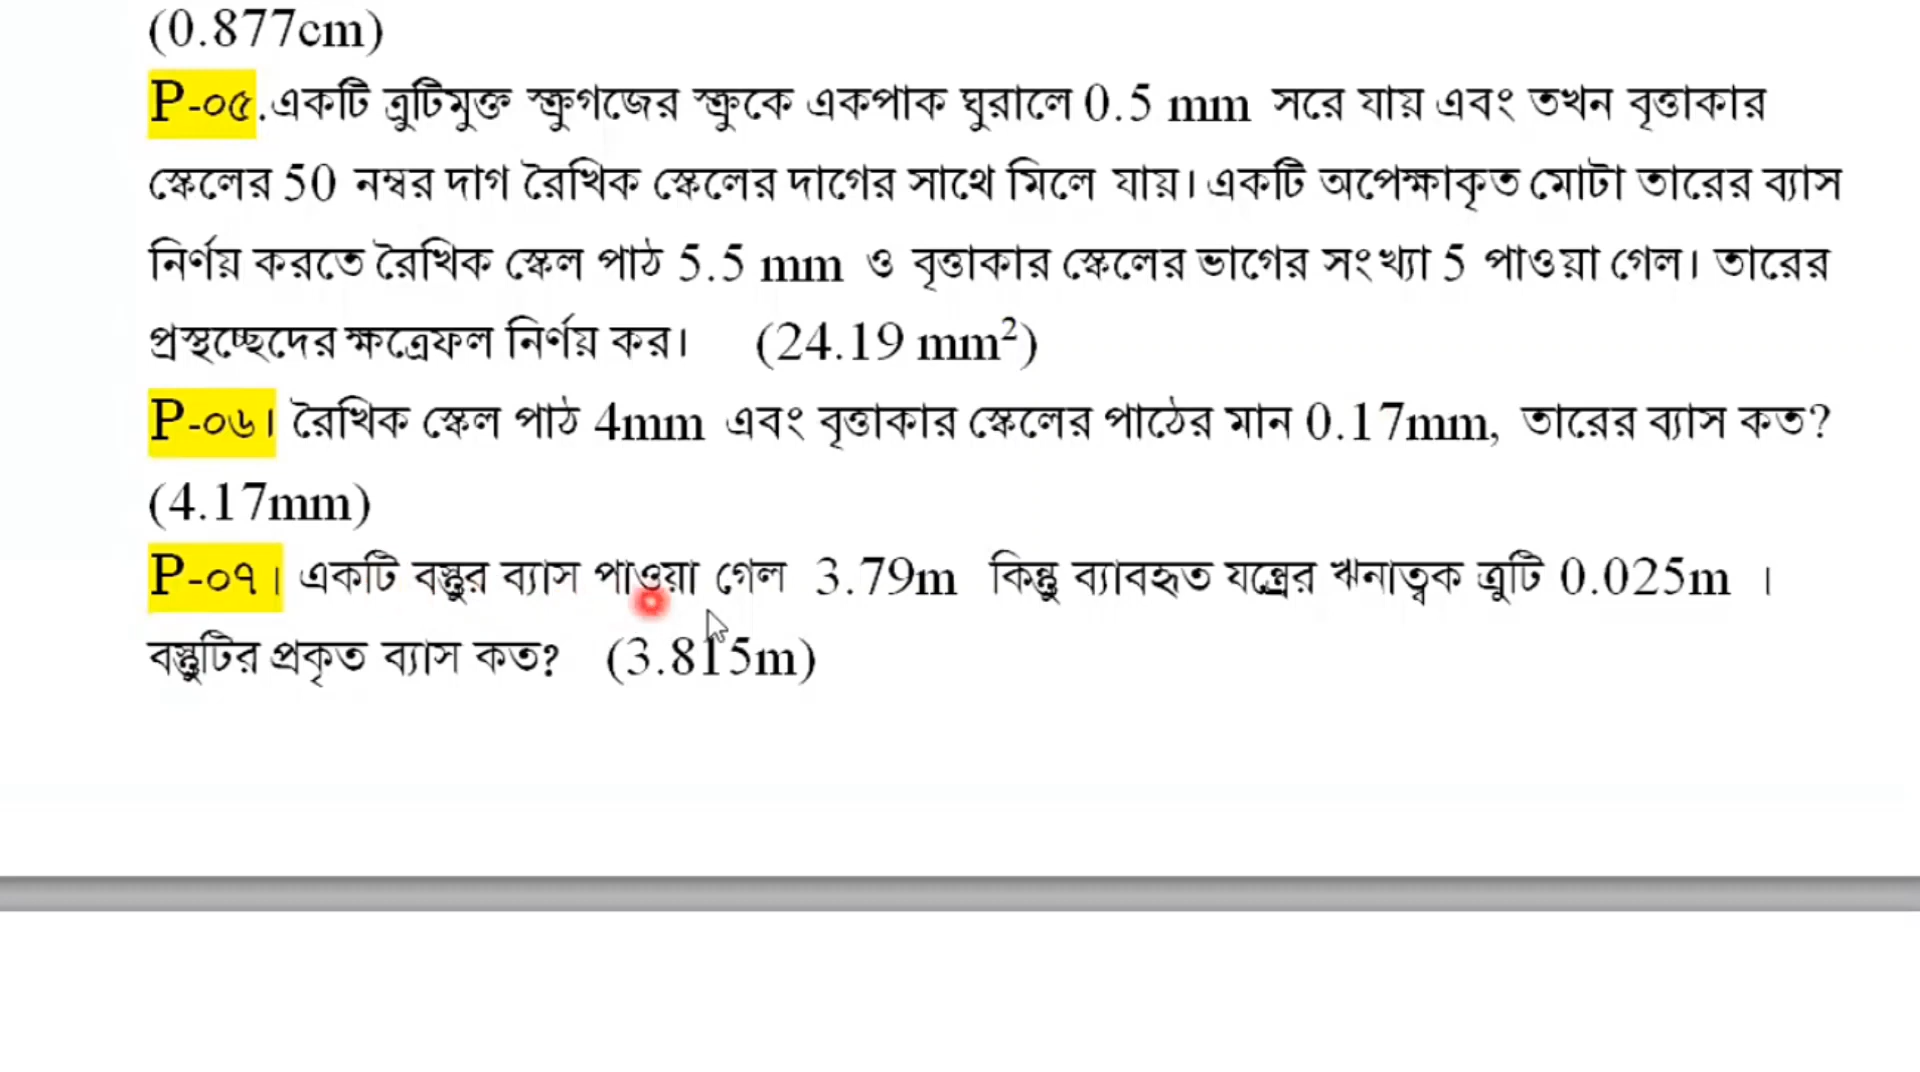 (0.877cm)
P-০৫.একটি ত্রুটিমুক্ত স্ক্রুগজের স্ক্রুকে একপাক ঘুরালে 0.5 mm সরে যায় এবং তখন বৃত্তাকার
স্কেলের 50 নম্বর দাগ রৈখিক স্কেলের দাগের সাথে মিলে যায়। একটি অপেক্ষাকৃত মোটা তারের ব্যাস
নির্ণয় করতে রৈখিক স্কেল পাঠ 5.5 mm ও বৃত্তাকার স্কেলের ভাগের সংখ্যা 5 পাওয়া গেল। তারের
প্রস্থচ্ছেদের ক্ষত্রেফল নির্ণয় কর। (24.19 mm²)
P-০৬। রৈখিক স্কেল পাঠ 4mm এবং বৃত্তাকার স্কেলের পাঠের মান 0.17mm, তারের ব্যাস কত?
(4.17mm)
P-০৭। একটি বস্তুর ব্যাস পাওয়া গেল 3.79m কিন্তু ব্যাবহৃত যন্ত্রের ঋনাত্বক ত্রুটি 0.025m ।
বস্তুটির প্রকৃত ব্যাস কত? (3.815m)